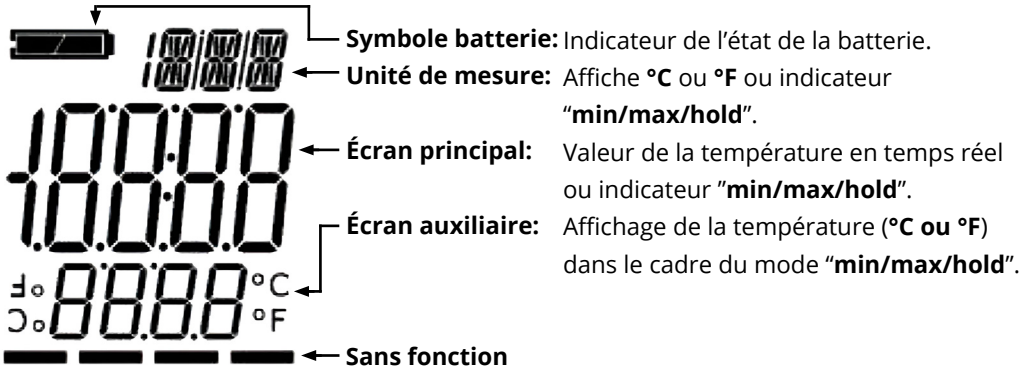 Symbole batterie: Indicateur de l’état de la batterie.
Unité de mesure: Affiche °C ou °F ou indicateur
“min/max/hold”.
Écran principal: Valeur de la température en temps réel
ou indicateur ”min/max/hold”.
Écran auxiliaire: Affichage de la température (°C ou °F)
dans le cadre du mode “min/max/hold”.
°C
°F
Sans fonction